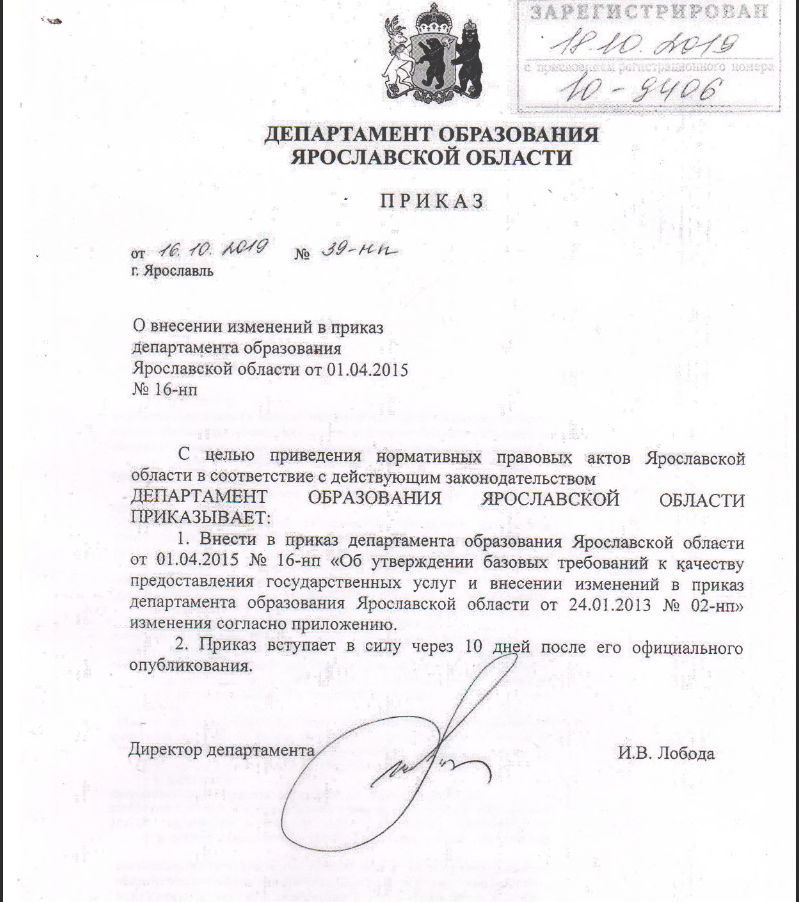 ЗАРЕГИСТРИРОВАН
18.10.2019
с присвоением регистрационного номера
10-9406
ДЕПАРТАМЕНТ ОБРАЗОВАНИЯ
ЯРОСЛАВСКОЙ ОБЛАСТИ
П Р И К А З
от 16.10.2019 № 39-нп
г. Ярославль
О внесении изменений в приказ
департамента образования
Ярославской области от 01.04.2015
№ 16-нп
С целью приведения нормативных правовых актов Ярославской
области в соответствие с действующим законодательством
ДЕПАРТАМЕНТ ОБРАЗОВАНИЯ ЯРОСЛАВСКОЙ ОБЛАСТИ
ПРИКАЗЫВАЕТ:
1. Внести в приказ департамента образования Ярославской области
от 01.04.2015 № 16-нп «Об утверждении базовых требований к качеству
предоставления государственных услуг и внесении изменений в приказ
департамента образования Ярославской области от 24.01.2013 № 02-нп»
изменения согласно приложению.
2. Приказ вступает в силу через 10 дней после его официального
опубликования.
Директор департамента И.В. Лобода